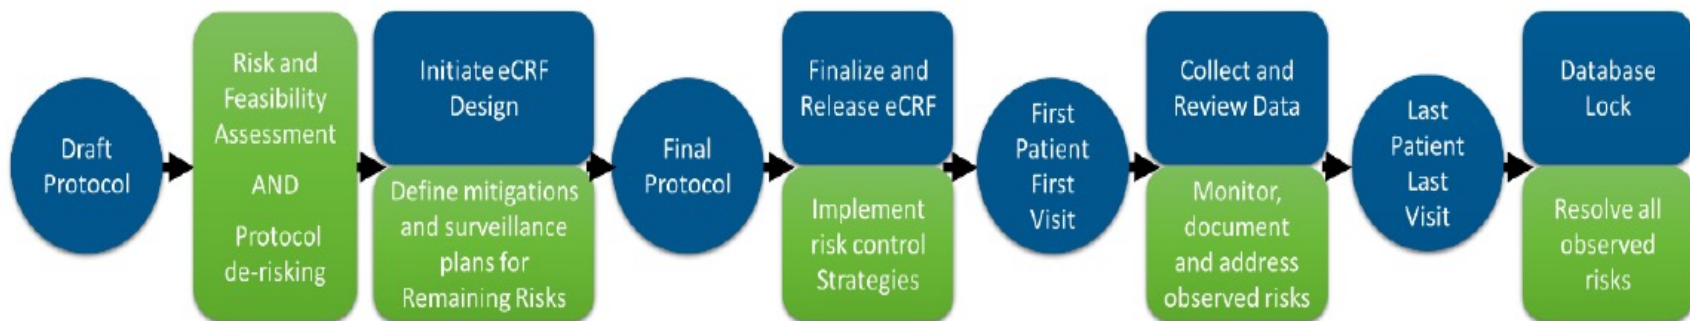 Draft
Protocol
Risk and
Feasibility
Assessment
AND
Protocol
de-risking
Initiate eCRF
Design
Define mitigations
and surveillance
plans for
Remaining Risks
Final
Protocol
Finalize and
Release eCRF
Implement
risk control
Strategies
First
Patient
First
Visit
Collect and
Review Data
Monitor,
document
and address
observed risks
Last
Patient
Last
Visit
Database
Lock
Resolve all
observed
risks